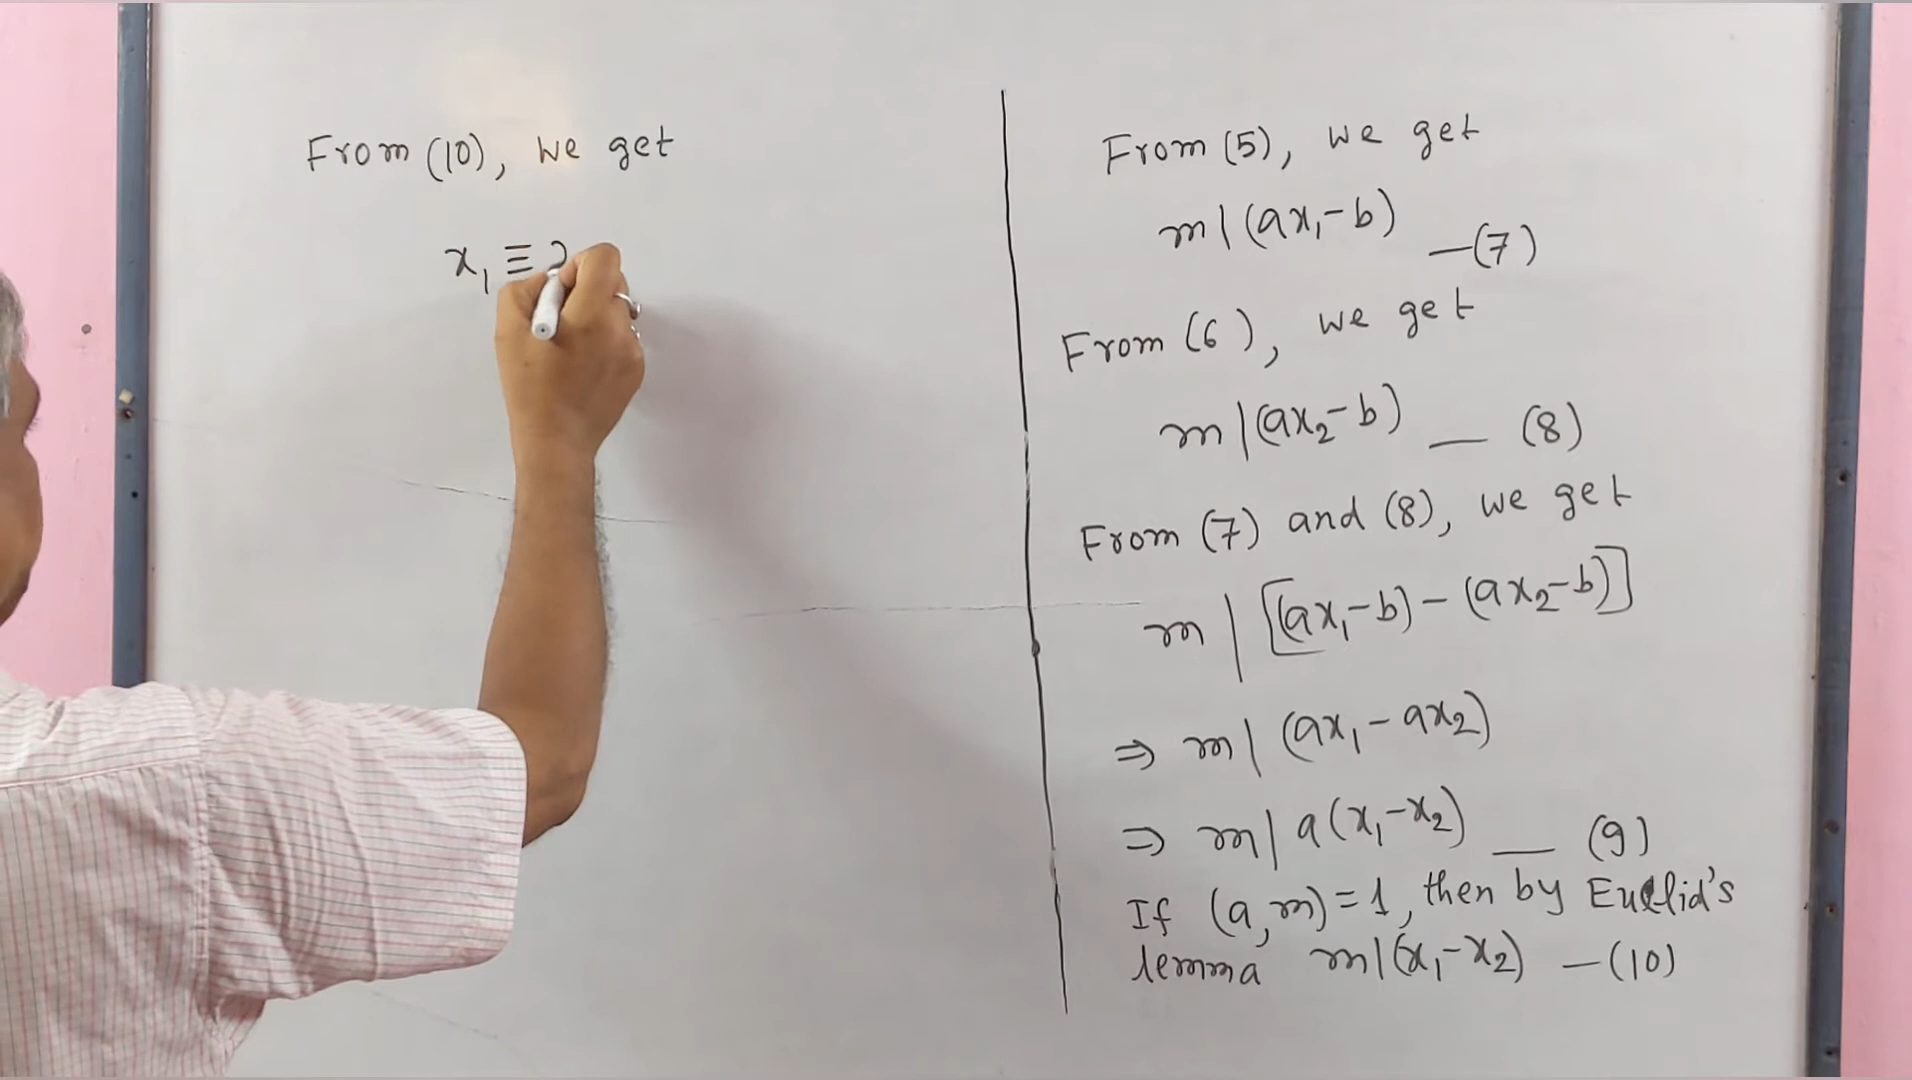 From (10), we get
x₁ ≡
From (5), we get
m | (ax₁ - b) —(7)
From (6), we get
m | (ax₂ - b) — (8)
From (7) and (8), we get
m | [(ax₁ - b) - (ax₂ - b)]
⇒ m | (ax₁ - ax₂)
⇒ m | a(x₁ - x₂) — (9)
If (a, m) = 1, then by Euclid's
lemma m | (x₁ - x₂) — (10)